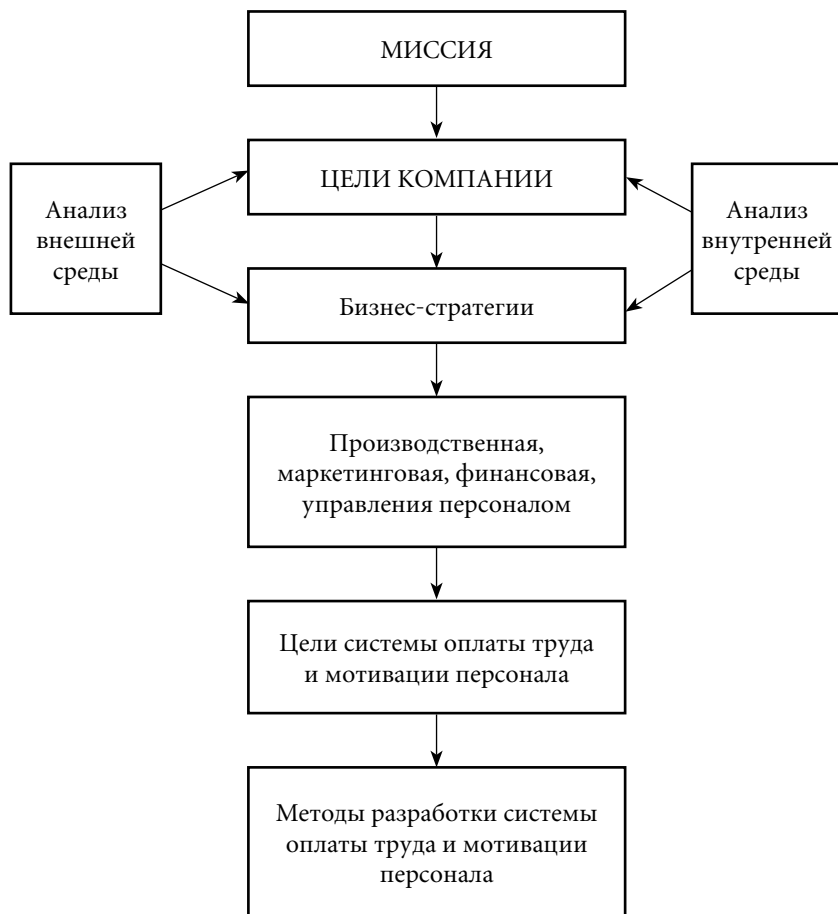 МИССИЯ
ЦЕЛИ КОМПАНИИ
Анализ
внешней
среды
Анализ
внутренней
среды
Бизнес-стратегии
Производственная,
маркетинговая, финансовая,
управления персоналом
Цели системы оплаты труда
и мотивации персонала
Методы разработки системы
оплаты труда и мотивации
персонала